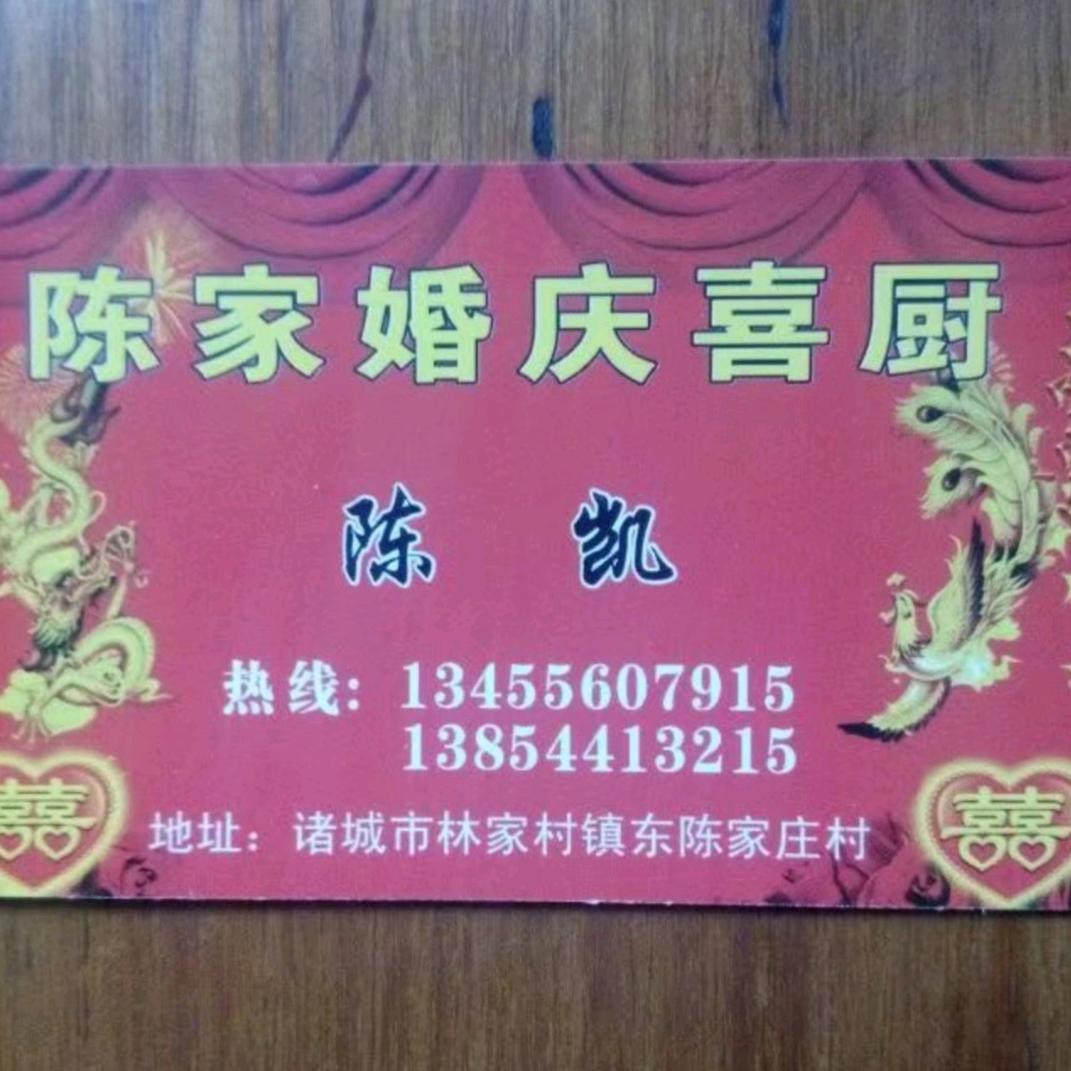 陈家婚庆喜厨
陈 凯
热线：13455607915
13854413215
地址：诸城市林家村镇东陈家庄村
囍
囍